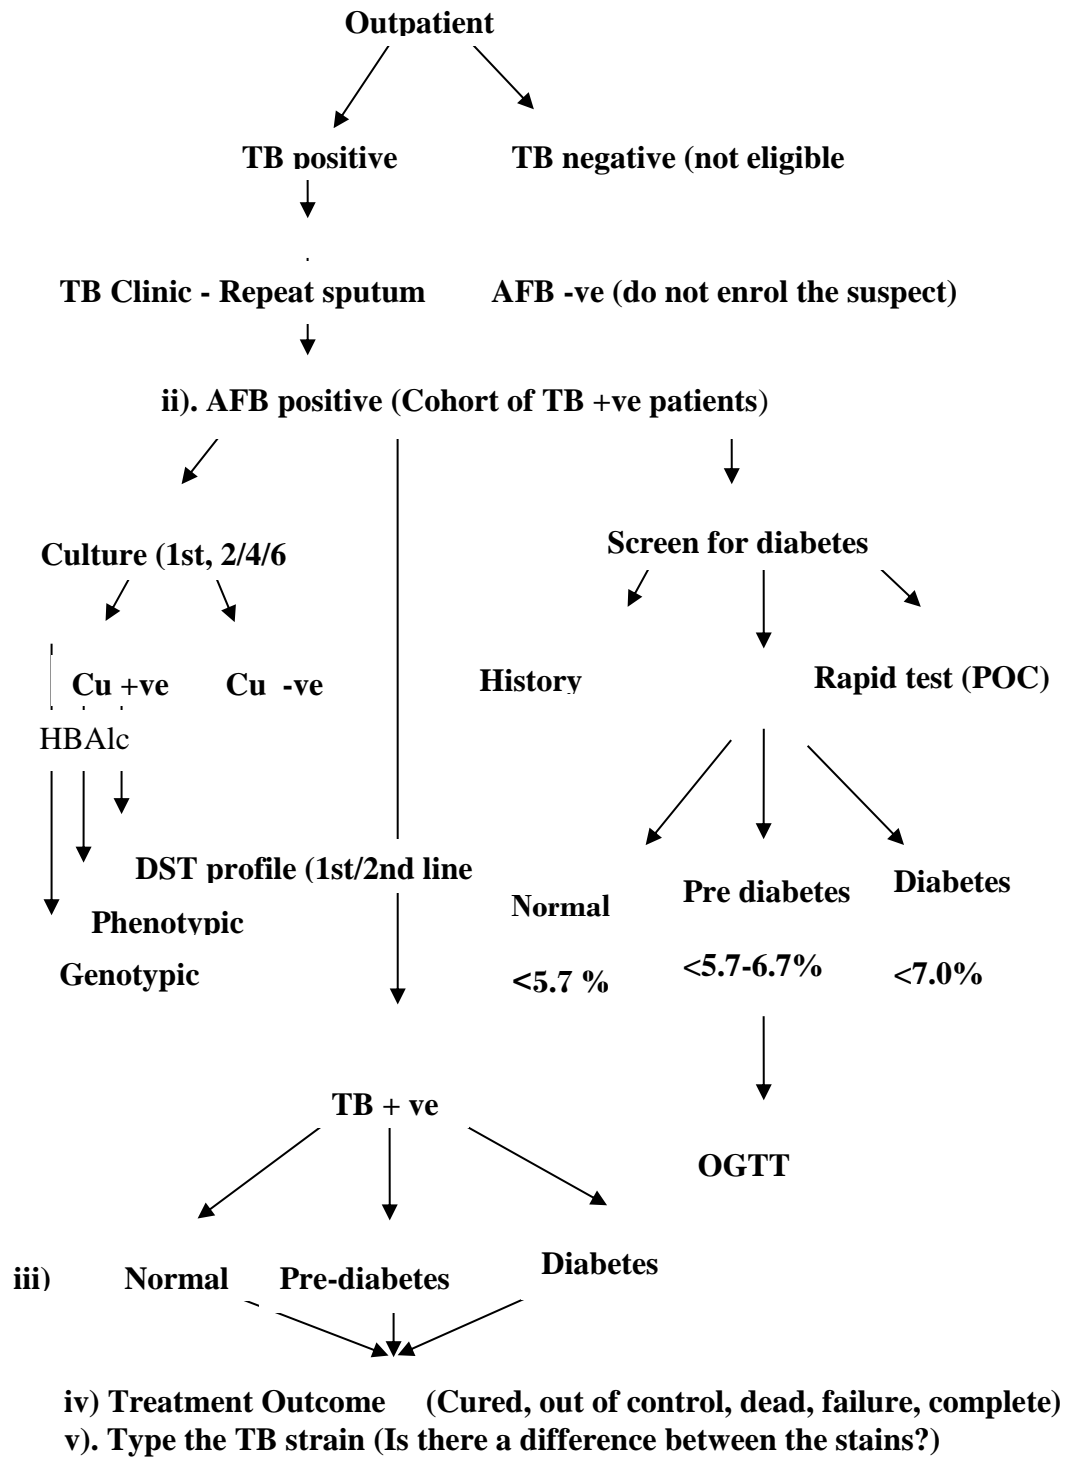 Outpatient
TB positive
TB negative (not eligible
TB Clinic - Repeat sputum
AFB -ve (do not enrol the suspect)
ii). AFB positive (Cohort of TB +ve patients)
Culture (1st, 2/4/6
Screen for diabetes
Cu +ve
Cu -ve
History
Rapid test (POC)
HBAlc
DST profile (1st/2nd line
Phenotypic
Genotypic
Normal
<5.7 %
Pre diabetes
<5.7-6.7%
Diabetes
<7.0%
TB + ve
OGTT
iii)
Normal
Pre-diabetes
Diabetes
iv) Treatment Outcome (Cured, out of control, dead, failure, complete)
v). Type the TB strain (Is there a difference between the stains?)